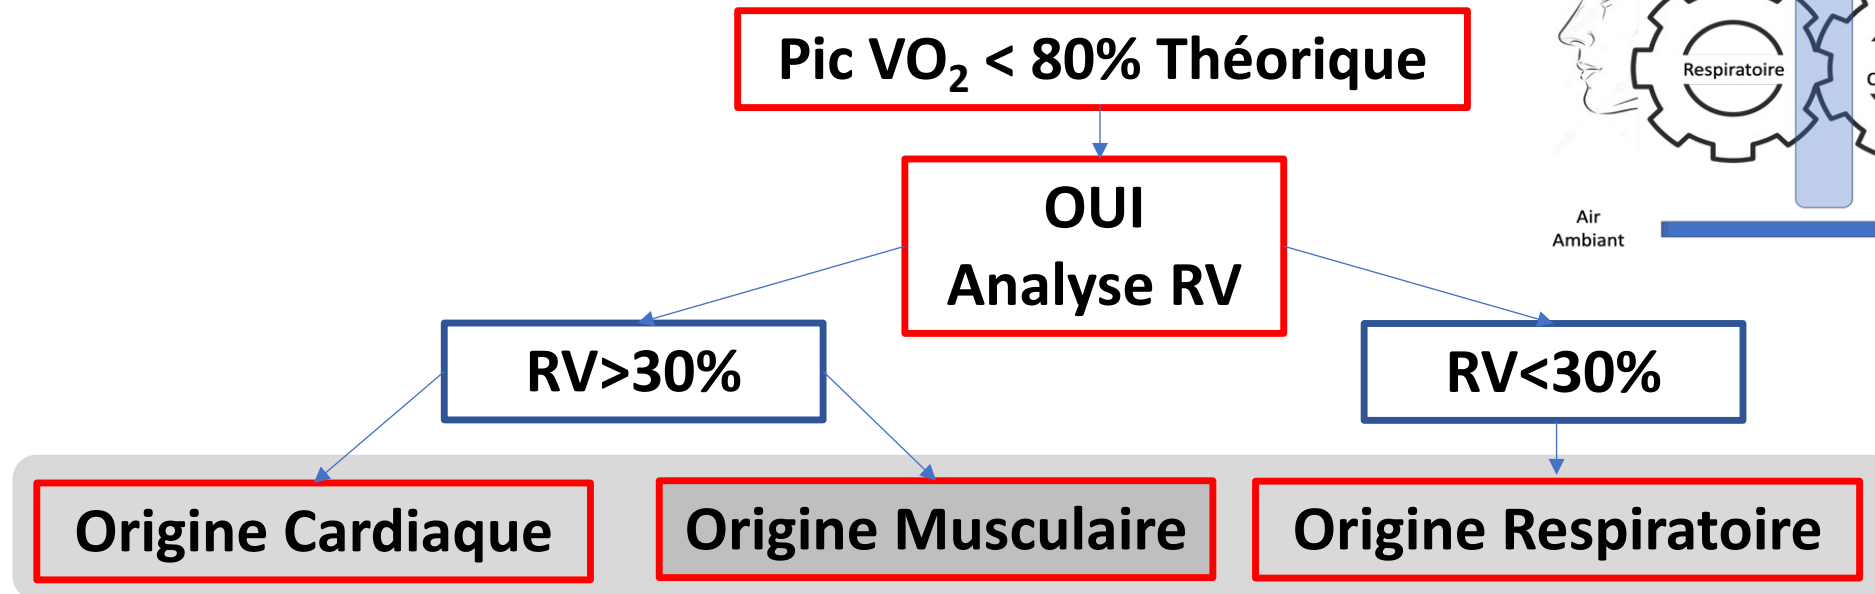 Pic VO₂ < 80% Théorique
Respiratoire
OUI
Analyse RV
Air
Ambiant
RV>30%
RV<30%
Origine Cardiaque
Origine Musculaire
Origine Respiratoire